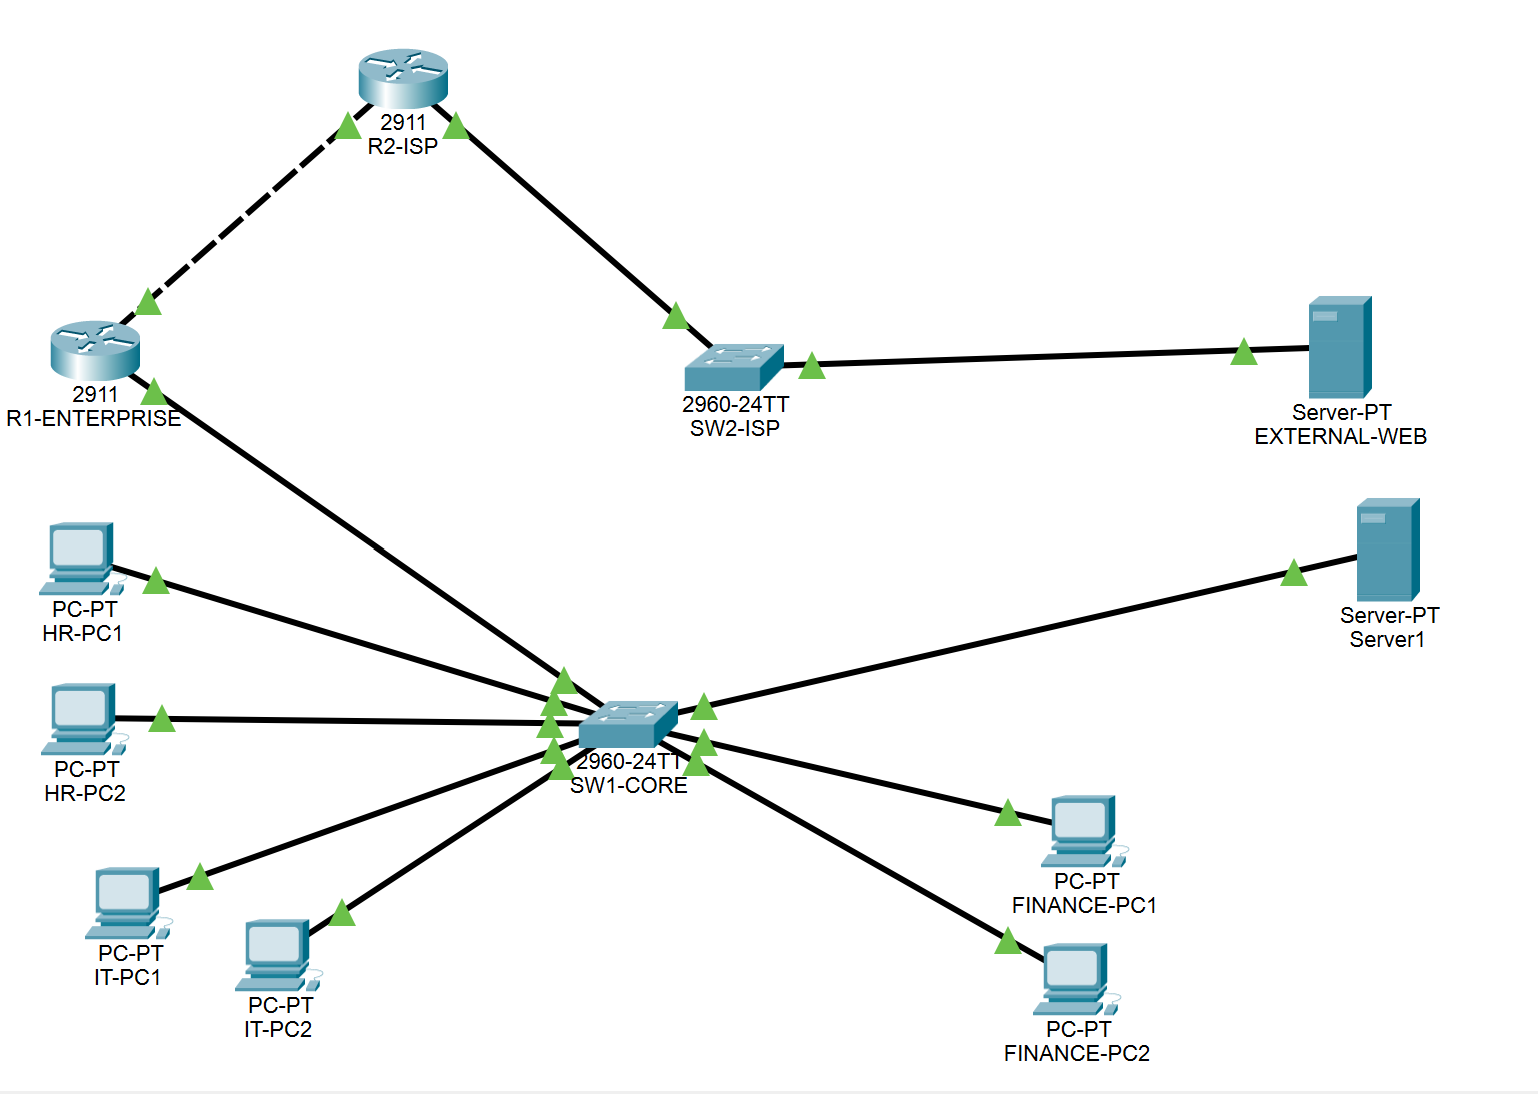 2911
R2-ISP
2911
R1-ENTERPRISE
2960-24TT
SW2-ISP
Server-PT
EXTERNAL-WEB
PC-PT
HR-PC1
Server-PT
Server1
PC-PT
HR-PC2
2960-24TT
SW1-CORE
PC-PT
FINANCE-PC1
PC-PT
IT-PC1
PC-PT
IT-PC2
PC-PT
FINANCE-PC2